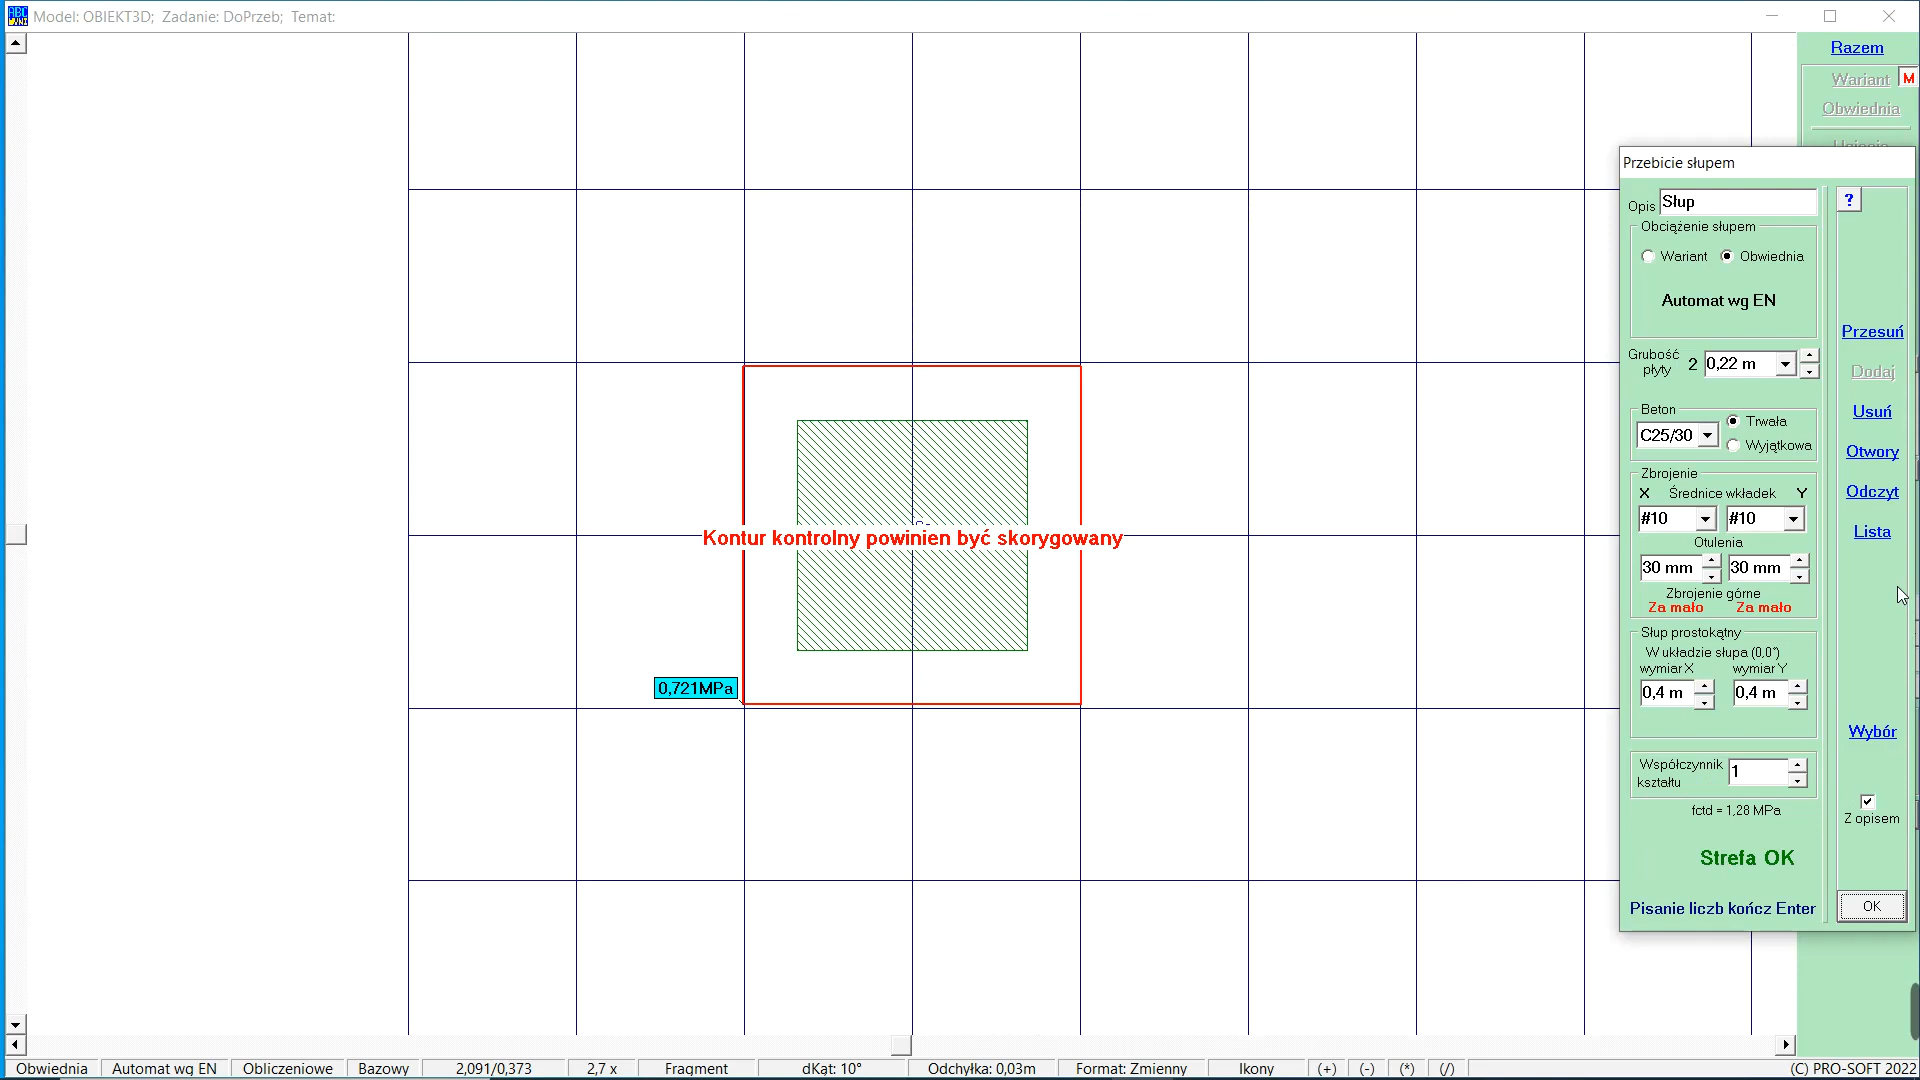 Model: OBIEKT3D;  Zadanie: DoPrzeb;  Temat:
Razem
Wariant M
Obwiednia
Przebicie słupem
Opis Słup ?
Obciążenie słupem
Wariant Obwiednia
Automat wg EN
Przesuń
Grubość płyty 2 0,22 m
Dodaj
Beton
C25/30 Trwała
Wyjątkowa
Usuń
Otwory
Zbrojenie
X Średnice wkładek Y
#10 #10
Odczyt
Otulenia
30 mm 30 mm
Lista
Zbrojenie górne
Za mało Za mało
Słup prostokątny
W układzie słupa (0,0°)
wymiar X wymiar Y
0,4 m 0,4 m
Wybór
Współczynnik kształtu 1
fctd = 1,28 MPa
Z opisem
Strefa OK
Pisanie liczb kończ Enter
OK
Kontur kontrolny powinien być skorygowany
0,721MPa
Obwiednia Automat wg EN Obliczeniowe Bazowy 2,091/0,373 2,7 x Fragment dKąt: 10° Odchyłka: 0,03m Format: Zmienny Ikony (+) (-) (*) (/) (C) PRO-SOFT 2022